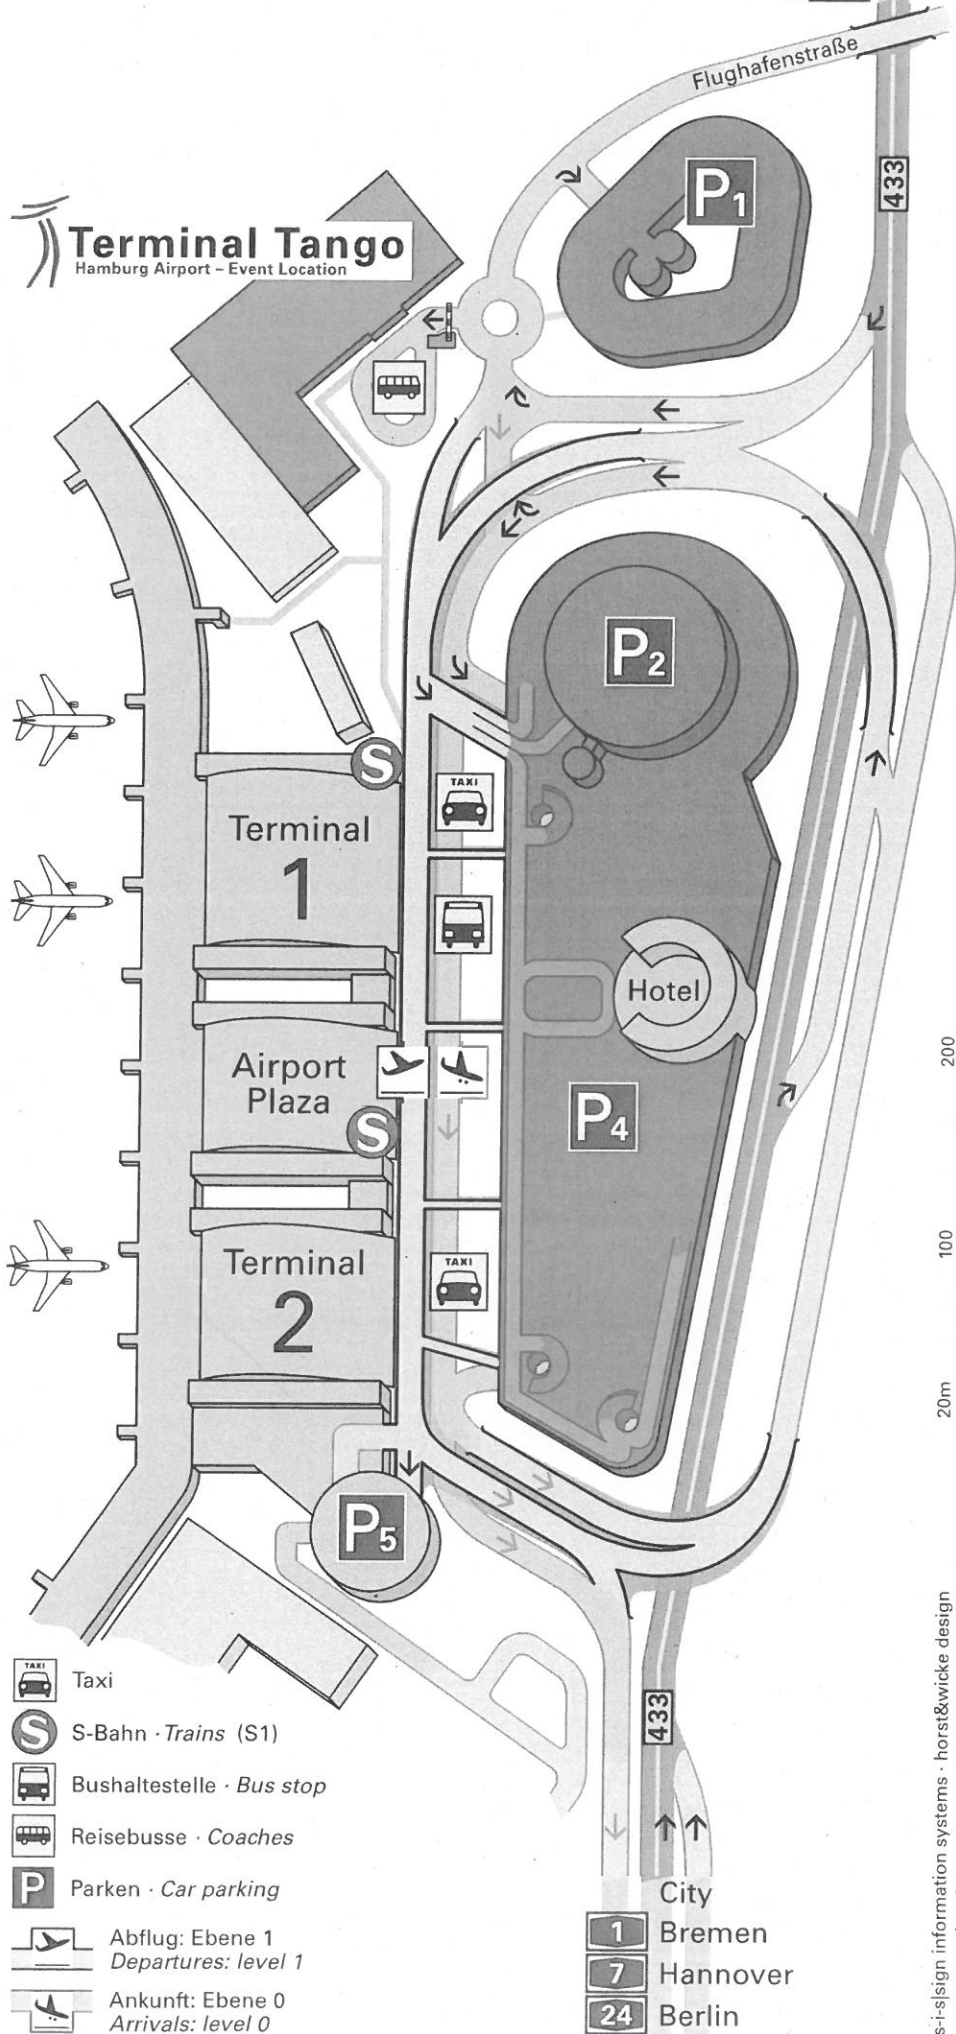 Flughafenstraße
P1
433
Terminal Tango
Hamburg Airport – Event Location
P2
TAXI
S
Terminal
1
Hotel
Airport
Plaza
S
P4
200
100
20m
TAXI
Terminal
2
P5
433
TAXI
Taxi
S
S-Bahn · Trains (S1)
Bushaltestelle · Bus stop
Reisebusse · Coaches
P
Parken · Car parking
Abflug: Ebene 1
Departures: level 1
Ankunft: Ebene 0
Arrivals: level 0
City
1 Bremen
7 Hannover
24 Berlin
s-i-s|sign information systems · horst&wicke design